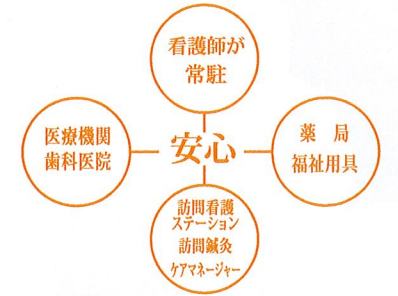 看護師が
常駐
医療機関
歯科医院
安心
薬　局
福祉用具
訪問看護
ステーション
訪問鍼灸
ケアマネージャー